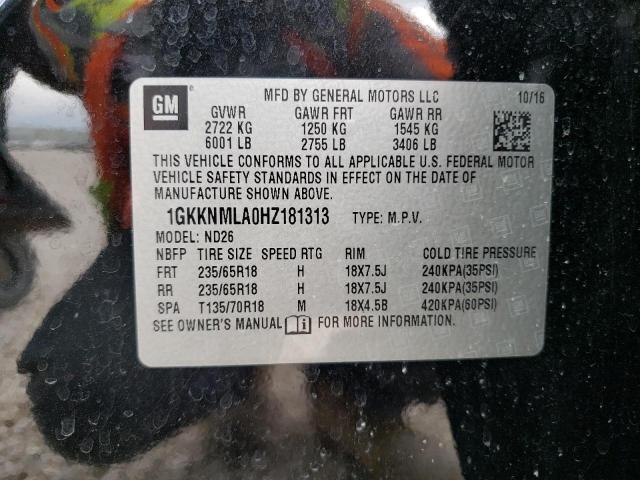 GM
MFD BY GENERAL MOTORS LLC 10/16
GVWR GAWR FRT GAWR RR
2722 KG 1250 KG 1545 KG
6001 LB 2755 LB 3406 LB
THIS VEHICLE CONFORMS TO ALL APPLICABLE U.S. FEDERAL MOTOR
VEHICLE SAFETY STANDARDS IN EFFECT ON THE DATE OF
MANUFACTURE SHOWN ABOVE.
1GKKNMLA0HZ181313 TYPE: M.P.V.
MODEL: ND26
NBFP TIRE SIZE SPEED RTG RIM COLD TIRE PRESSURE
FRT 235/65R18 H 18X7.5J 240KPA(35PSI)
RR 235/65R18 H 18X7.5J 240KPA(35PSI)
SPA T135/70R18 M 18X4.5B 420KPA(60PSI)
SEE OWNER'S MANUAL FOR MORE INFORMATION.